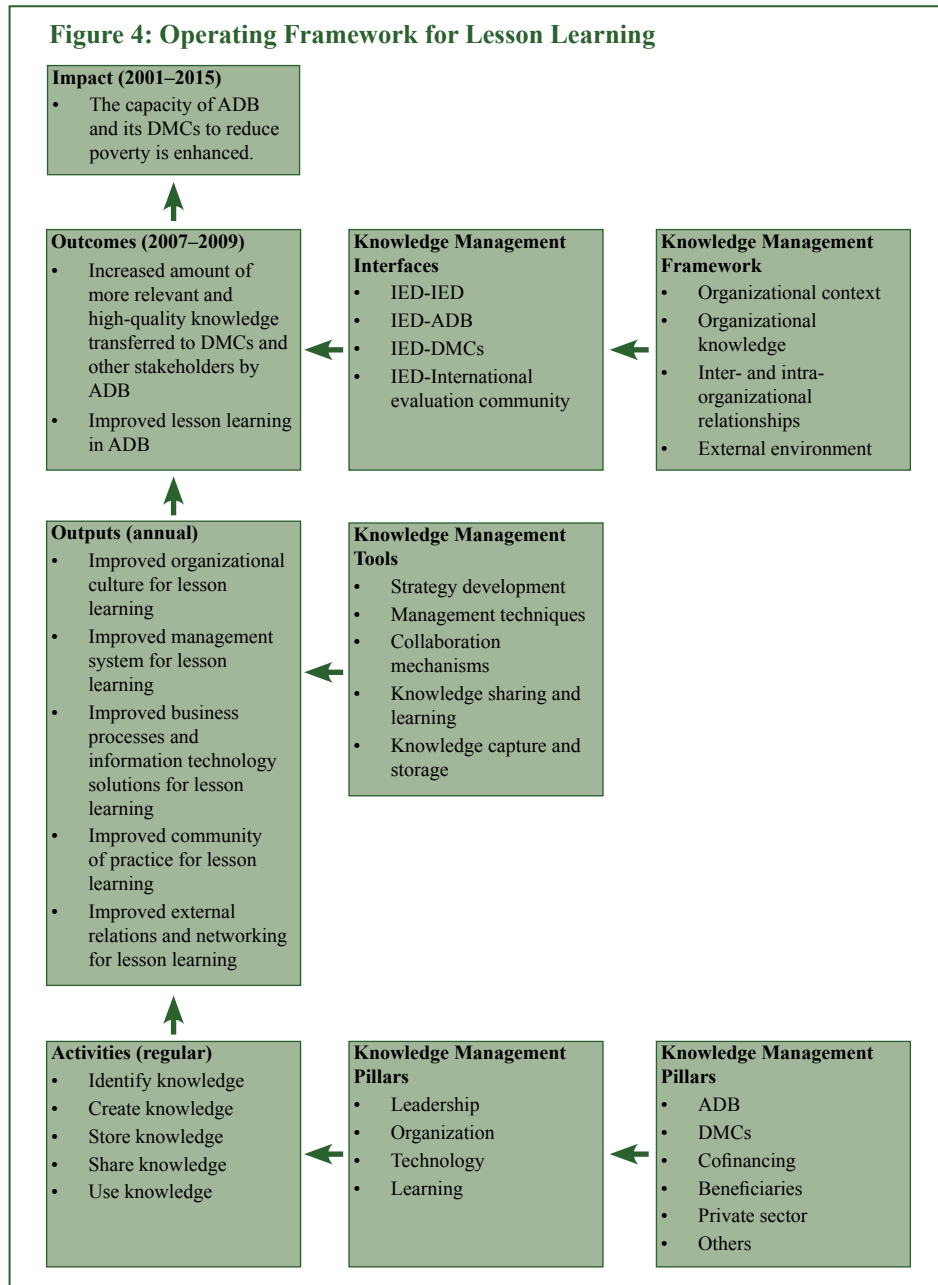 Figure 4: Operating Framework for Lesson Learning
Impact (2001–2015)
• The capacity of ADB
and its DMCs to reduce
poverty is enhanced.
Outcomes (2007–2009)
• Increased amount of
more relevant and
high-quality knowledge
transferred to DMCs and
other stakeholders by
ADB
• Improved lesson learning
in ADB
Knowledge Management
Interfaces
• IED-IED
• IED-ADB
• IED-DMCs
• IED-International
evaluation community
Knowledge Management
Framework
• Organizational context
• Organizational
knowledge
• Inter- and intra-
organizational
relationships
• External environment
Outputs (annual)
• Improved organizational
culture for lesson
learning
• Improved management
system for lesson
learning
• Improved business
processes and
information technology
solutions for lesson
learning
• Improved community
of practice for lesson
learning
• Improved external
relations and networking
for lesson learning
Knowledge Management
Tools
• Strategy development
• Management techniques
• Collaboration
mechanisms
• Knowledge sharing and
learning
• Knowledge capture and
storage
Activities (regular)
• Identify knowledge
• Create knowledge
• Store knowledge
• Share knowledge
• Use knowledge
Knowledge Management
Pillars
• Leadership
• Organization
• Technology
• Learning
Knowledge Management
Pillars
• ADB
• DMCs
• Cofinancing
• Beneficiaries
• Private sector
• Others